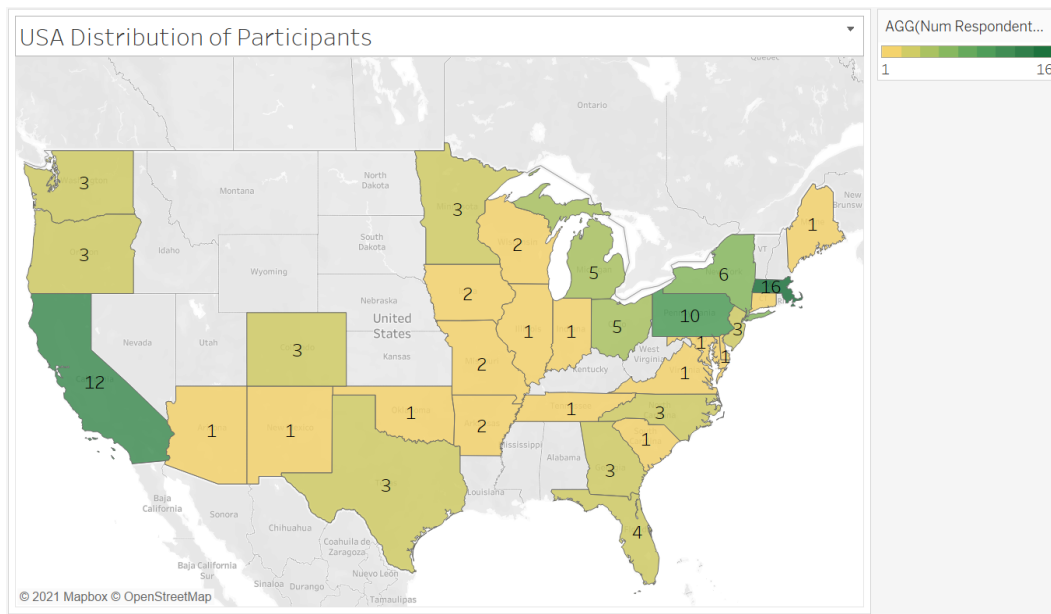 USA Distribution of Participants
AGG(Num Respondent...
1
16
Quebec
Ontario
New
Brunsw
North
Dakota
Montana
3
3
2
5
1
6
VT
16
South
Dakota
Idaho
3
Wyoming
2
Nebraska
United
States
Nevada
Utah
3
Kansas
2
1
1
5
10
3
West
Virginia
1
1
Kentucky
1
12
1
1
1
2
1
3
1
Mississippi
Alabama
3
3
Louisiana
4
Baja
California
Sonora
Chihuahua
Coahuila de
Zaragoza
Baja California
Sur
Sinaloa
Durango
Nuevo León
Tamaulipas
© 2021 Mapbox © OpenStreetMap